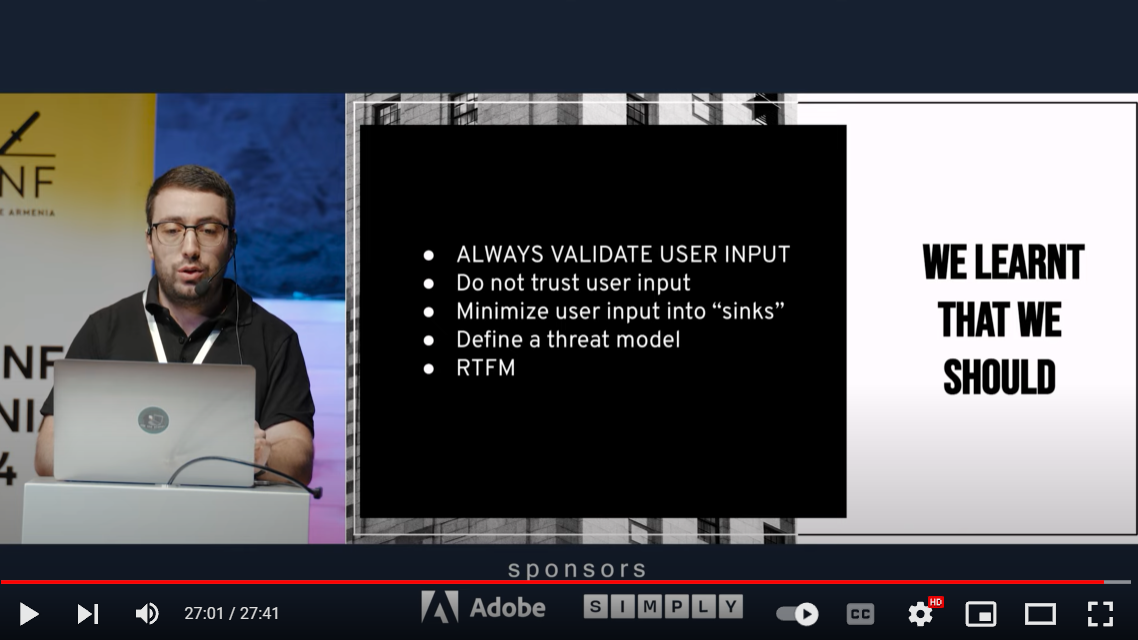 NF
E ARMENIA
NF
NI
4
ALWAYS VALIDATE USER INPUT
Do not trust user input
Minimize user input into “sinks”
Define a threat model
RTFM
WE LEARNT
THAT WE
SHOULD
sponsors
Adobe
SIMPLY
27:01 / 27:41
CC
HD